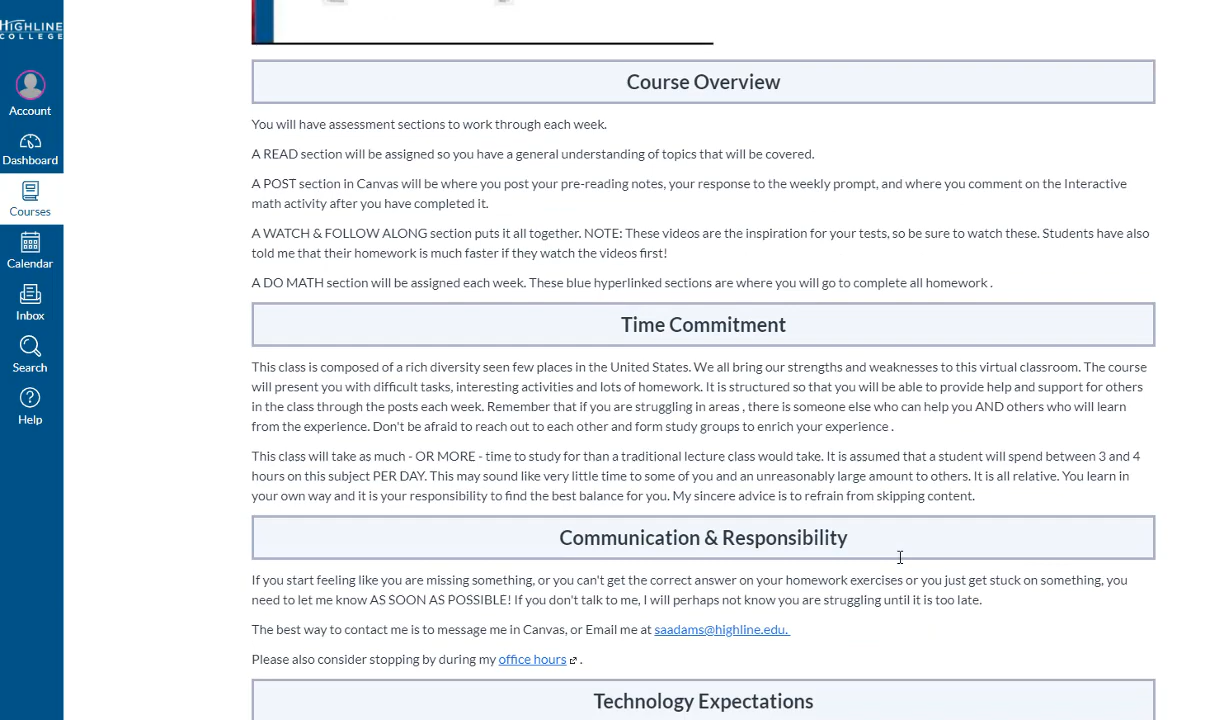 HIGHLINE
COLLEGE
Account
Dashboard
Courses
Calendar
Inbox
Search
Help
Course Overview
You will have assessment sections to work through each week.
A READ section will be assigned so you have a general understanding of topics that will be covered.
A POST section in Canvas will be where you post your pre-reading notes, your response to the weekly prompt, and where you comment on the Interactive
math activity after you have completed it.
A WATCH & FOLLOW ALONG section puts it all together. NOTE: These videos are the inspiration for your tests, so be sure to watch these. Students have also
told me that their homework is much faster if they watch the videos first!
A DO MATH section will be assigned each week. These blue hyperlinked sections are where you will go to complete all homework .
Time Commitment
This class is composed of a rich diversity seen few places in the United States. We all bring our strengths and weaknesses to this virtual classroom. The course
will present you with difficult tasks, interesting activities and lots of homework. It is structured so that you will be able to provide help and support for others
in the class through the posts each week. Remember that if you are struggling in areas , there is someone else who can help you AND others who will learn
from the experience. Don't be afraid to reach out to each other and form study groups to enrich your experience .
This class will take as much - OR MORE - time to study for than a traditional lecture class would take. It is assumed that a student will spend between 3 and 4
hours on this subject PER DAY. This may sound like very little time to some of you and an unreasonably large amount to others. It is all relative. You learn in
your own way and it is your responsibility to find the best balance for you. My sincere advice is to refrain from skipping content.
Communication & Responsibility
If you start feeling like you are missing something, or you can't get the correct answer on your homework exercises or you just get stuck on something, you
need to let me know AS SOON AS POSSIBLE! If you don't talk to me, I will perhaps not know you are struggling until it is too late.
The best way to contact me is to message me in Canvas, or Email me at saadams@highline.edu.
Please also consider stopping by during my office hours .
Technology Expectations